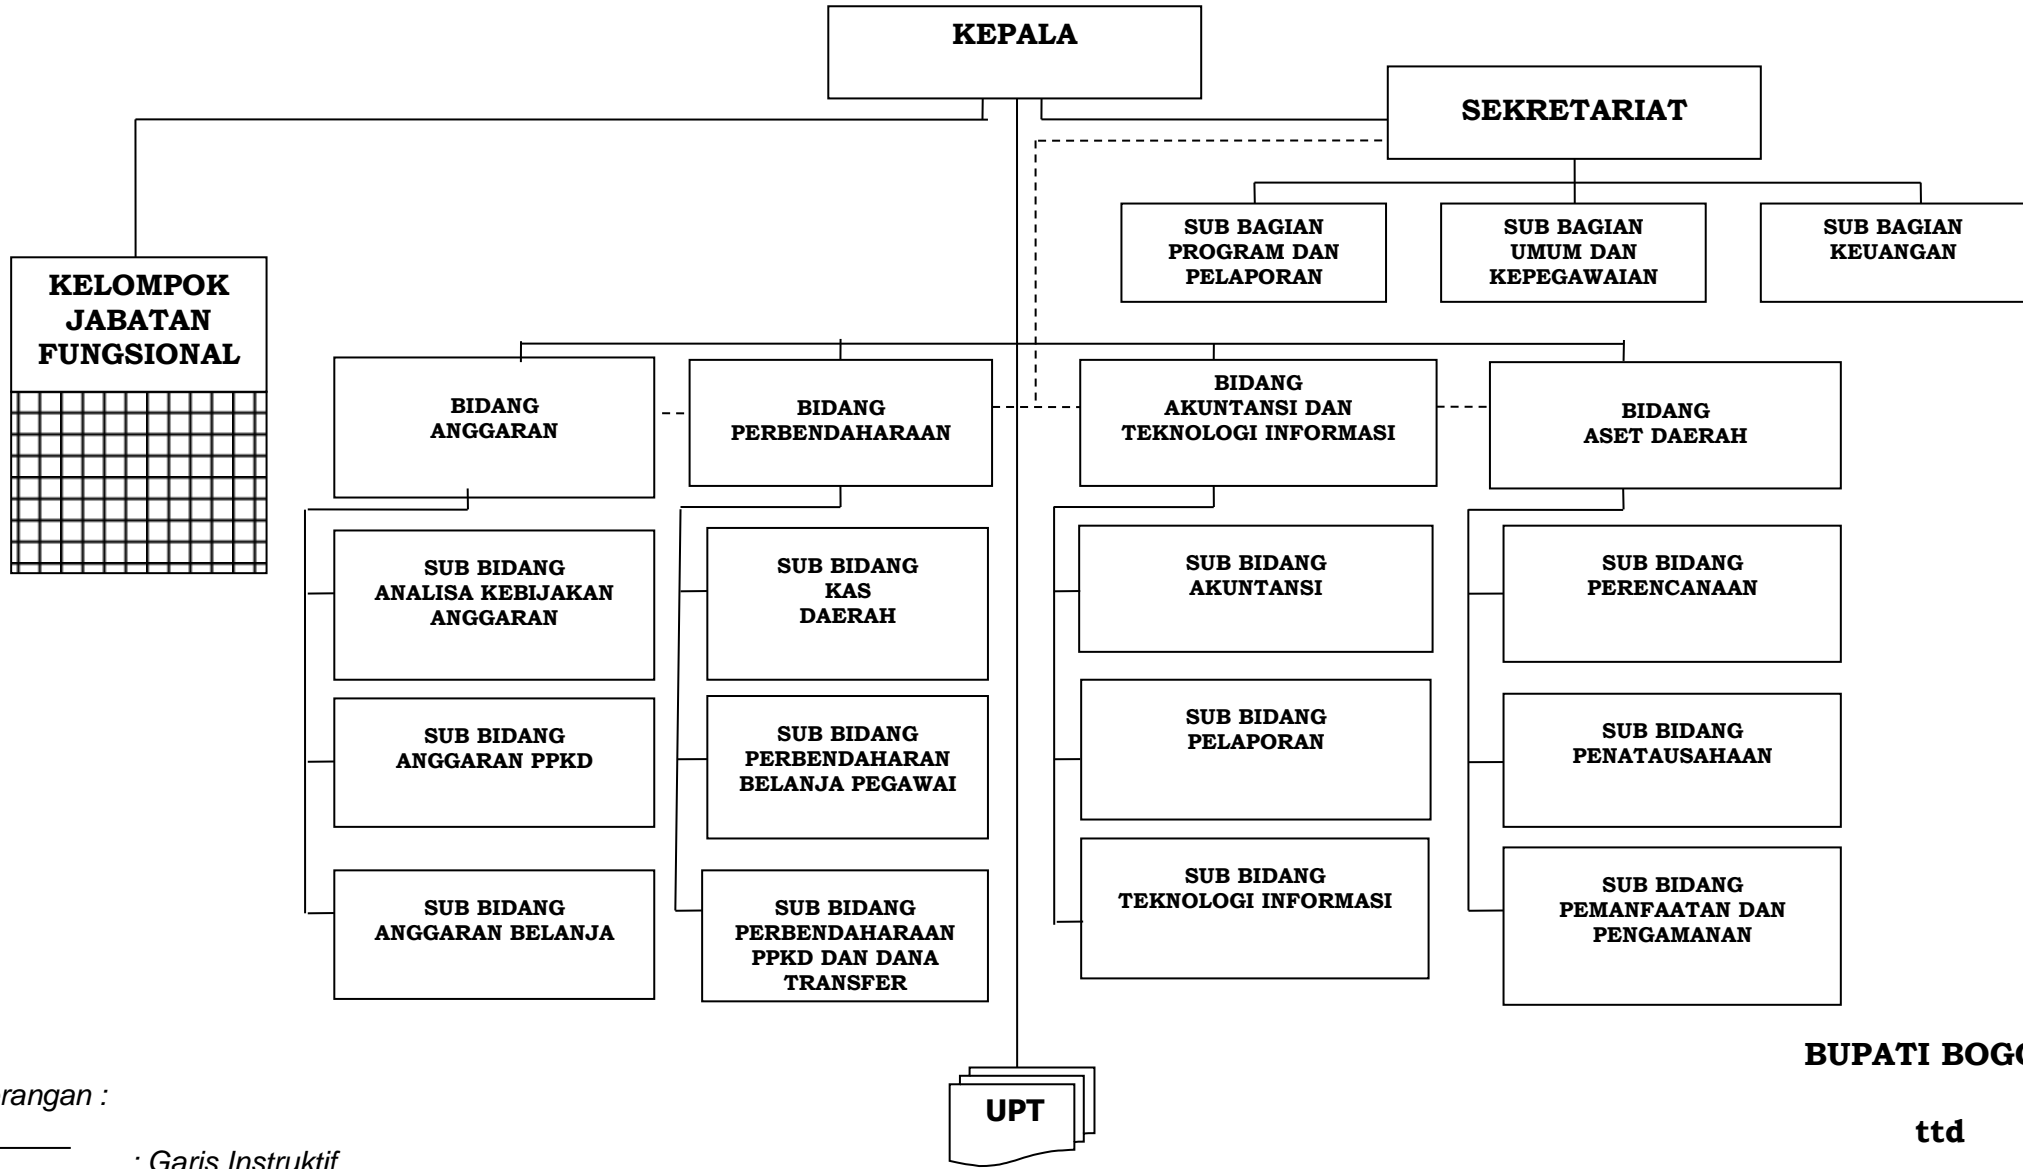 KEPALA
SEKRETARIAT
SUB BAGIAN
PROGRAM DAN
PELAPORAN
SUB BAGIAN
UMUM DAN
KEPEGAWAIAN
SUB BAGIAN
KEUANGAN
KELOMPOK
JABATAN
FUNGSIONAL
BIDANG
ANGGARAN
BIDANG
PERBENDAHARAAN
BIDANG
AKUNTANSI DAN
TEKNOLOGI INFORMASI
BIDANG
ASET DAERAH
SUB BIDANG
ANALISA KEBIJAKAN
ANGGARAN
SUB BIDANG
KAS
DAERAH
SUB BIDANG
AKUNTANSI
SUB BIDANG
PERENCANAAN
SUB BIDANG
ANGGARAN PPKD
SUB BIDANG
PERBENDAHARAN
BELANJA PEGAWAI
SUB BIDANG
PELAPORAN
SUB BIDANG
PENATAUSAHAAN
SUB BIDANG
ANGGARAN BELANJA
SUB BIDANG
PERBENDAHARAAN
PPKD DAN DANA
TRANSFER
SUB BIDANG
TEKNOLOGI INFORMASI
SUB BIDANG
PEMANFAATAN DAN
PENGAMANAN
UPT
BUPATI
ttd
rangan :
: Garis Instruktif